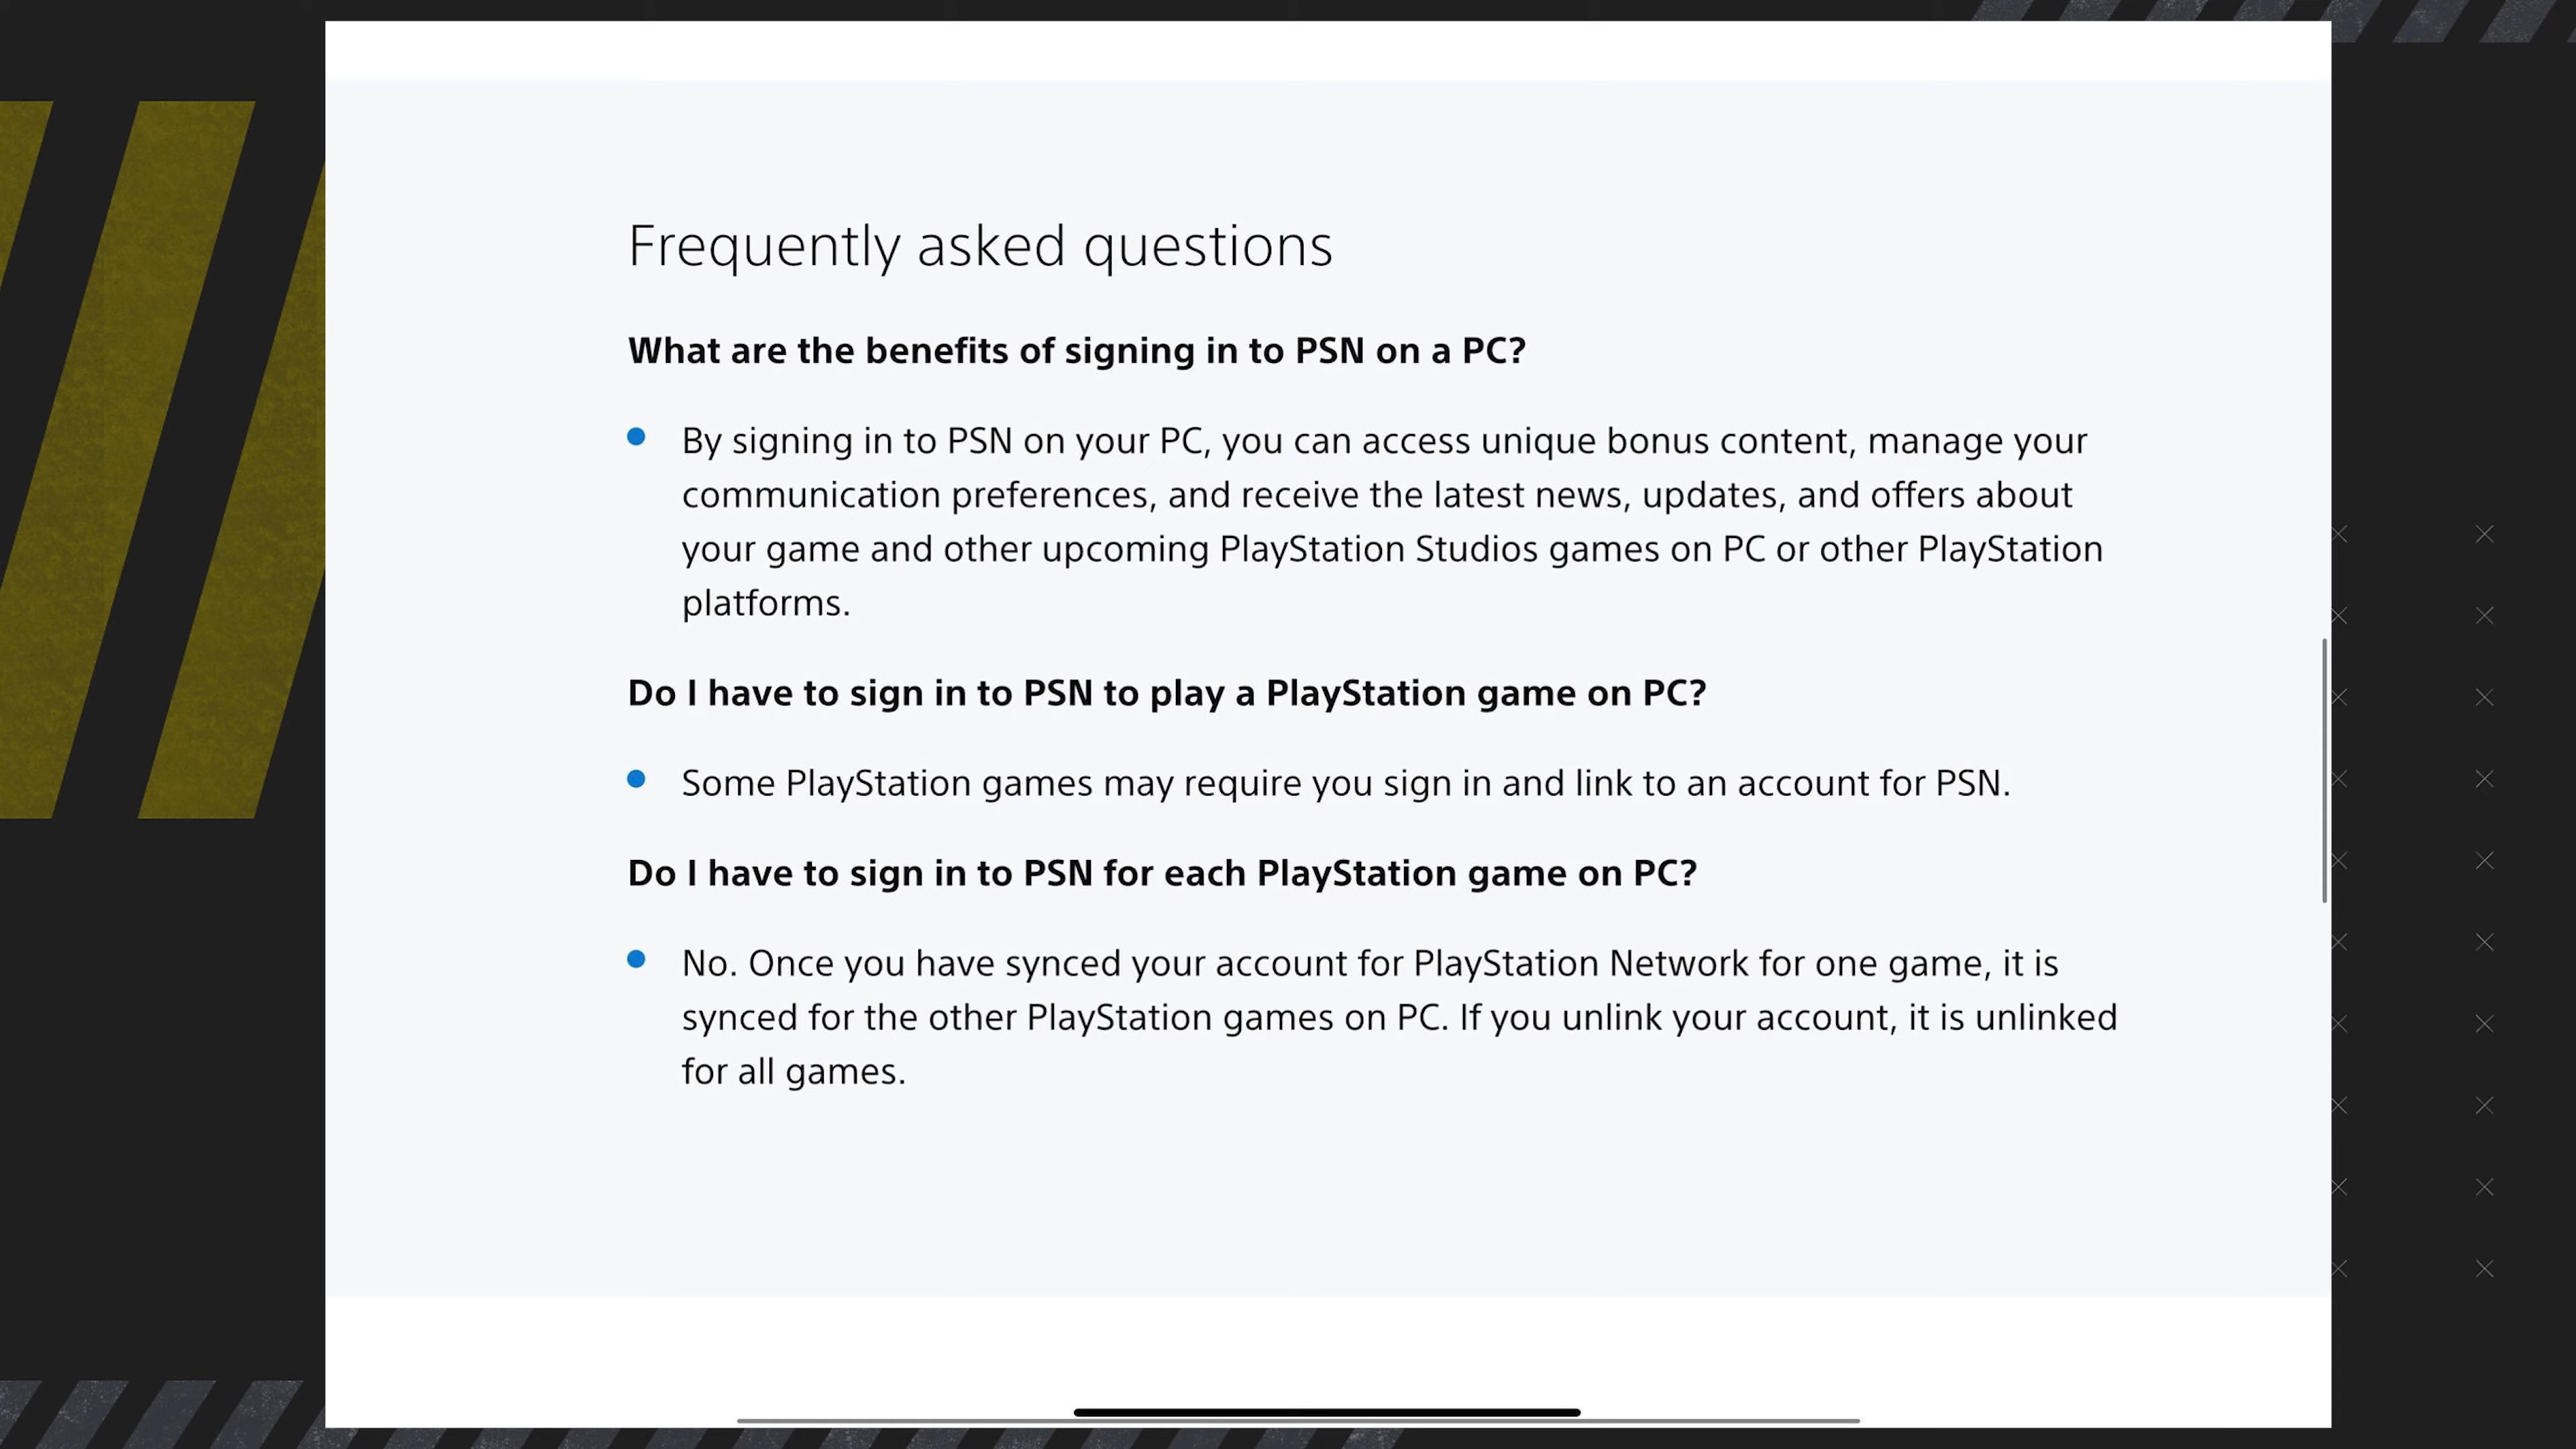 Frequently asked questions
What are the benefits of signing in to PSN on a PC?
By signing in to PSN on your PC, you can access unique bonus content, manage your
communication preferences, and receive the latest news, updates, and offers about
your game and other upcoming PlayStation Studios games on PC or other PlayStation
platforms.
Do I have to sign in to PSN to play a PlayStation game on PC?
Some PlayStation games may require you sign in and link to an account for PSN.
Do I have to sign in to PSN for each PlayStation game on PC?
No. Once you have synced your account for PlayStation Network for one game, it is
synced for the other PlayStation games on PC. If you unlink your account, it is unlinked
for all games.